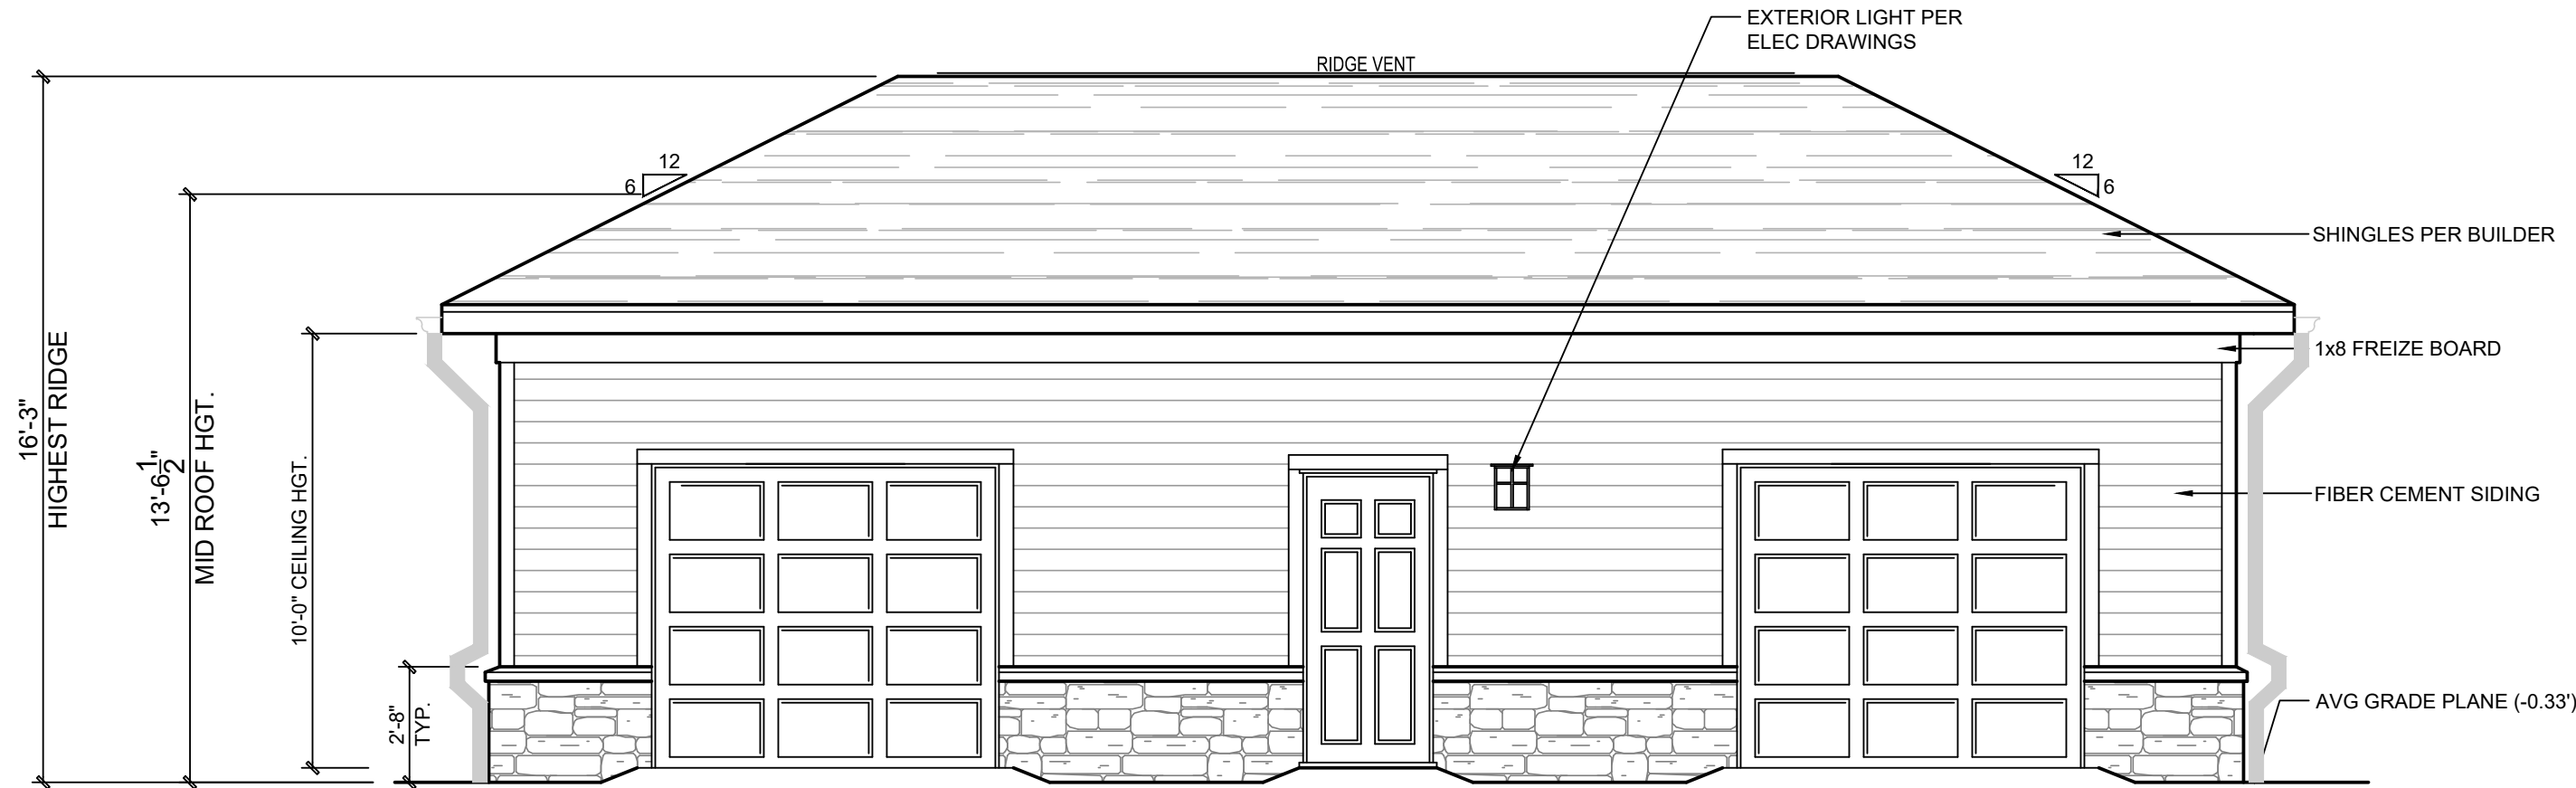 EXTERIOR LIGHT PER
ELEC DRAWINGS
RIDGE VENT
12
6
12
6
SHINGLES PER BUILDER
1x8 FREIZE BOARD
FIBER CEMENT SIDING
AVG GRADE PLANE (-0.33')
16'-3"
HIGHEST RIDGE
13'-6 1/2"
MID ROOF HGT.
10'-0" CEILING HGT.
2'-8"
TYP.